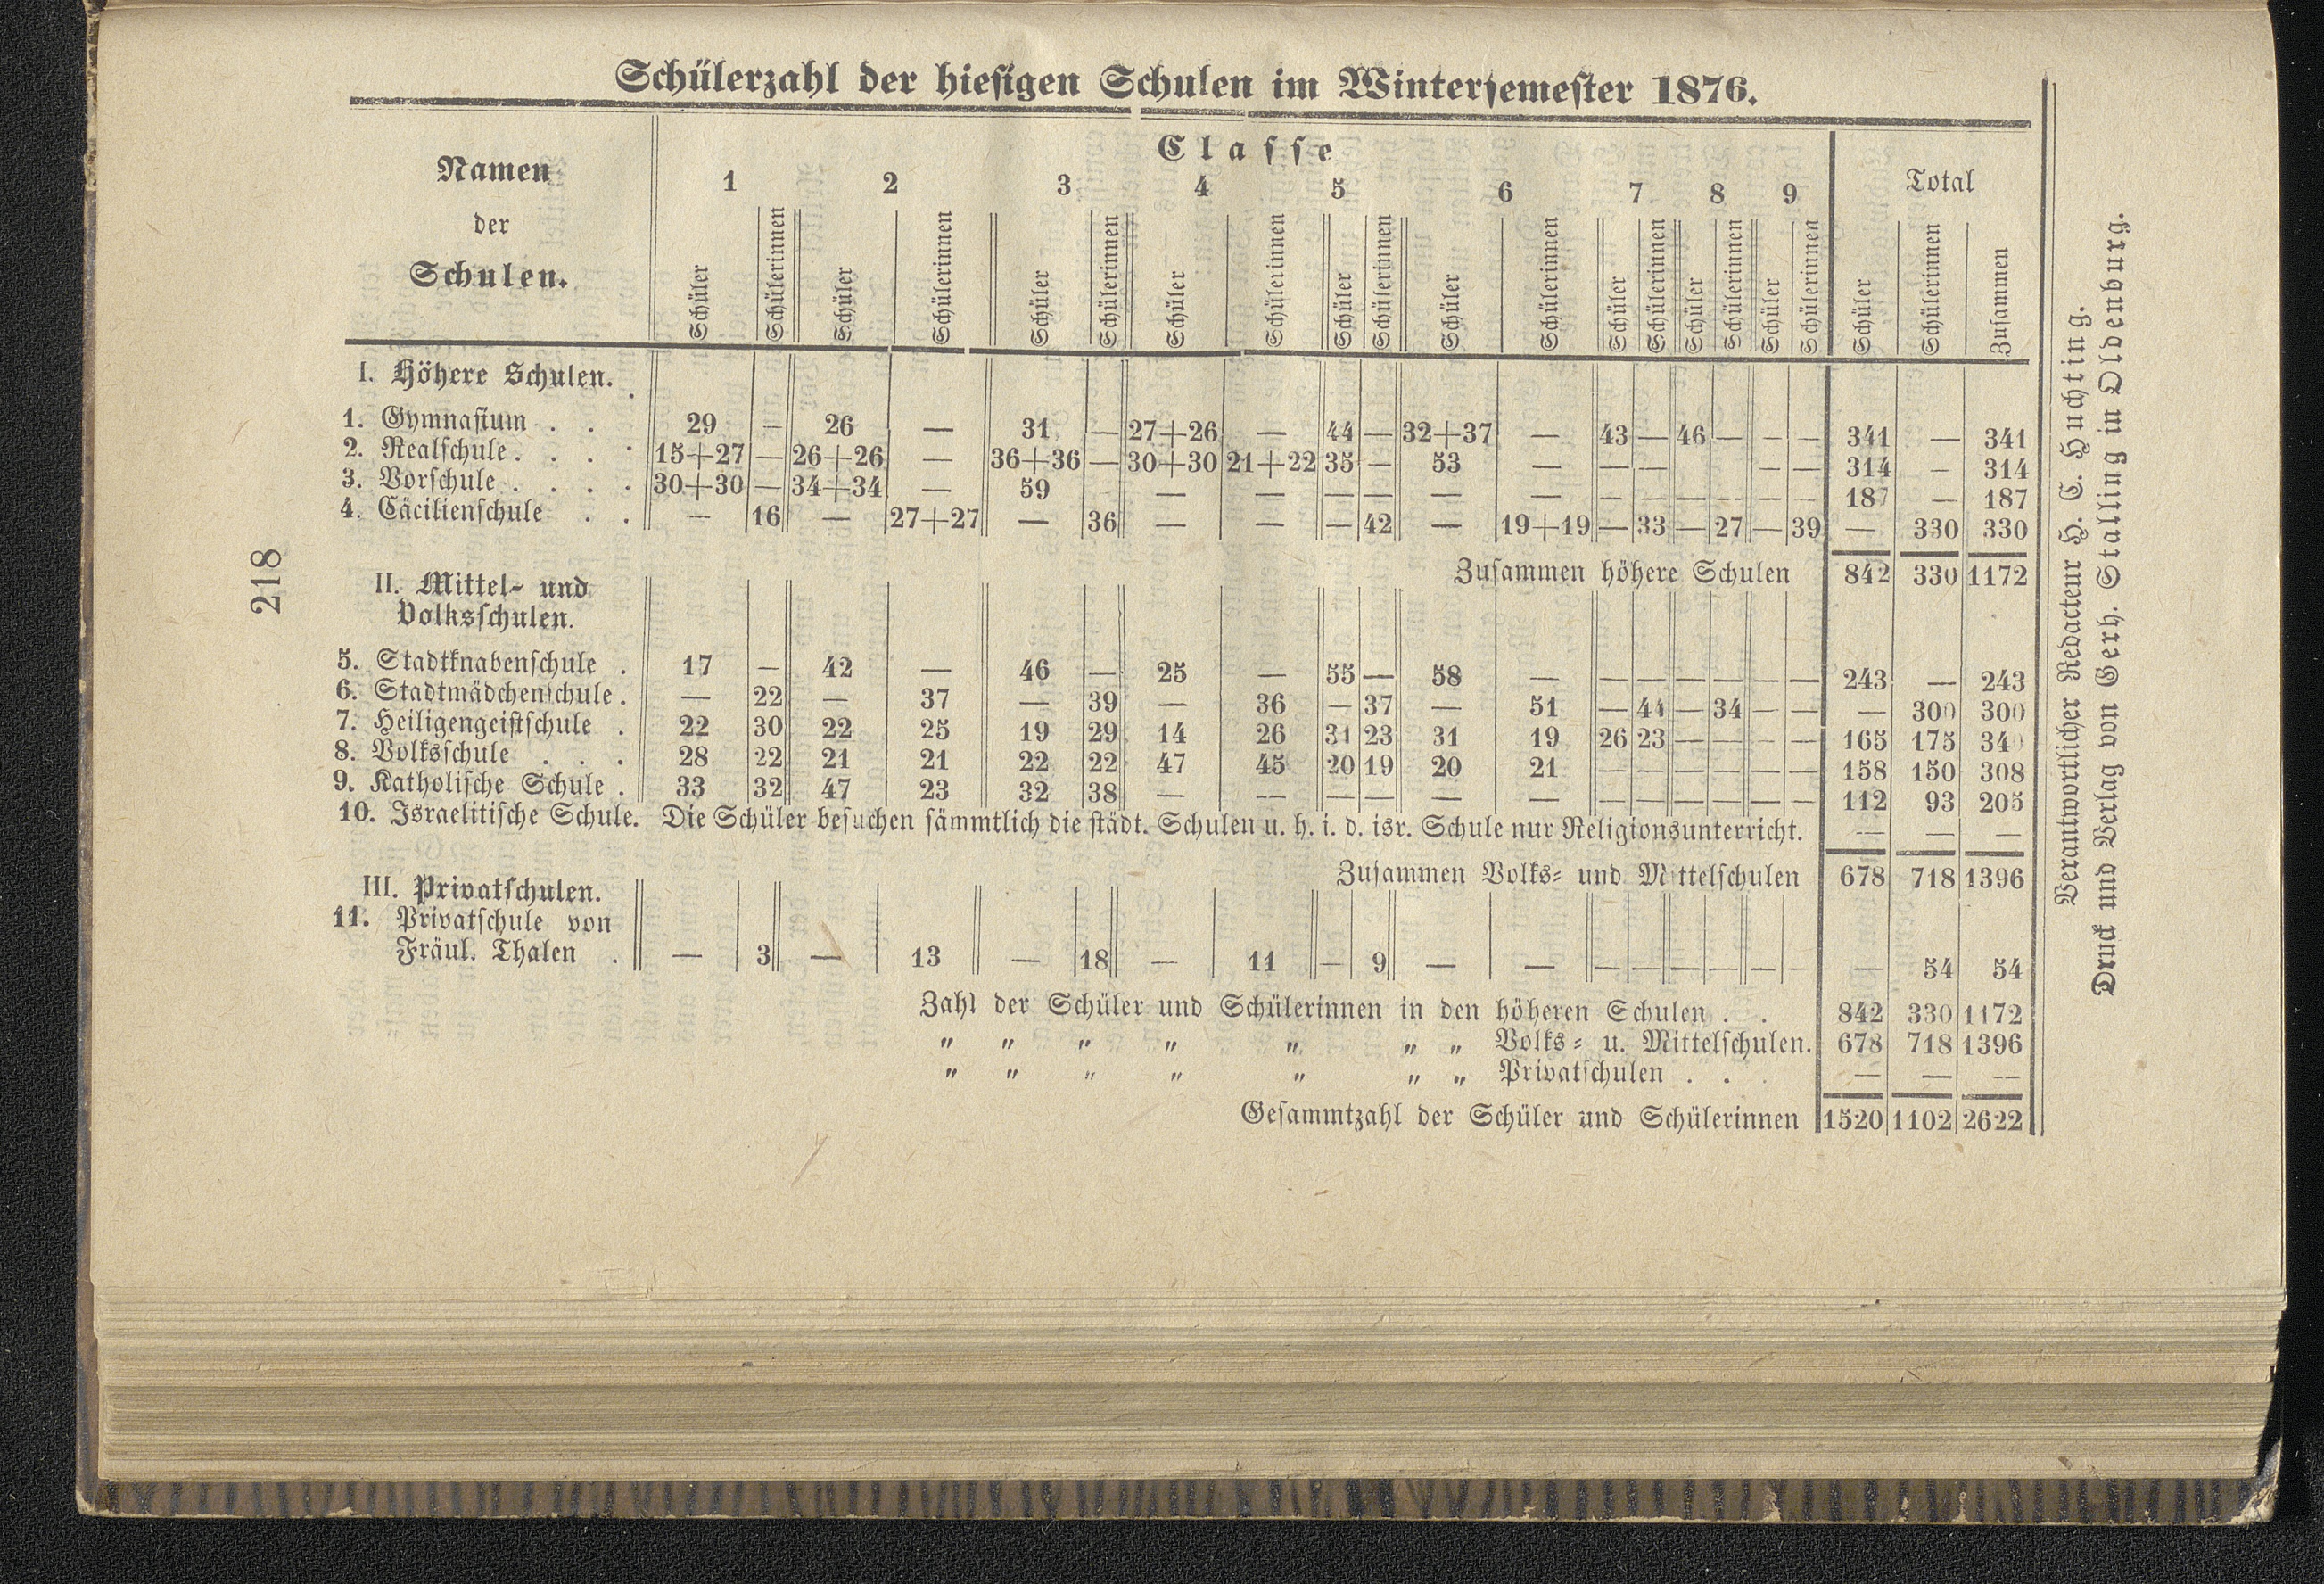 Schülerzahl der hiesigen Schulen im Wintersemester 1876.
Namen der Schulen. Classe Total
1 2 3 4 5 6 7 8 9
Schüler Schülerinnen Schüler Schülerinnen Schüler Schülerinnen Schüler Schülerinnen Schüler Schülerinnen Schüler Schülerinnen Schüler Schülerinnen Schüler Schülerinnen Schüler Schülerinnen Schüler Schülerinnen Zusammen
I. Höhere Schulen.
1. Gymnasium . . 29 — 26 — 31 — 27+26 — 44 — 32+37 — 43 — 46 — — — 341 — 341
2. Realschule . . . . 15+27 — 26+26 — 36+36 — 30+30 21+22 35 — 53 — — — — — 314 — 314
3. Vorschule . . . . 30+30 — 34+34 — 59 — — — — — — — — — — — — 187 — 187
4. Cäcilienschule . . — 16 — 27+27 — 36 — — — 42 — 19+19 — 33 — 27 — 39 — 330 330
Zusammen höhere Schulen 842 330 1172
II. Mittel- und
Volksschulen.
5. Stadtknabenschule . 17 — 42 — 46 — 25 — 55 — 58 — — — — — — — 243 — 243
6. Stadtmädchenschule . — 22 — 37 — 39 — 36 — 37 — 51 — 44 — 34 — — — 300 300
7. Heiligengeistschule . 22 30 22 25 19 29 14 26 31 23 31 19 26 23 — — — — 165 175 340
8. Volksschule . . . 28 22 21 21 22 22 47 45 20 19 20 21 — — — — — — 158 150 308
9. Katholische Schule . 33 32 47 23 32 38 — — — — — — — — — — — — 112 93 205
10. Israelitische Schule. Die Schüler besuchen sämmtlich die städt. Schulen u. h. i. d. isr. Schule nur Religionsunterricht. — — —
Zusammen Volks- und Mittelschulen 678 718 1396
III. Privatschulen.
11. Privatschule von
Fräul. Thalen . — 3 — 13 — 18 — 11 — 9 — — — — — — — — — 54 54
Zahl der Schüler und Schülerinnen in den höheren Schulen . . 842 330 1172
" " " " " " " Volks- u. Mittelschulen. 678 718 1396
" " " " " " " Privatschulen . . — — —
Gesammtzahl der Schüler und Schülerinnen 1520 1102 2622
218
Verantwortlicher Redacteur H. C. Huchting.
Druck und Verlag von Gerh. Stalling in Oldenburg.